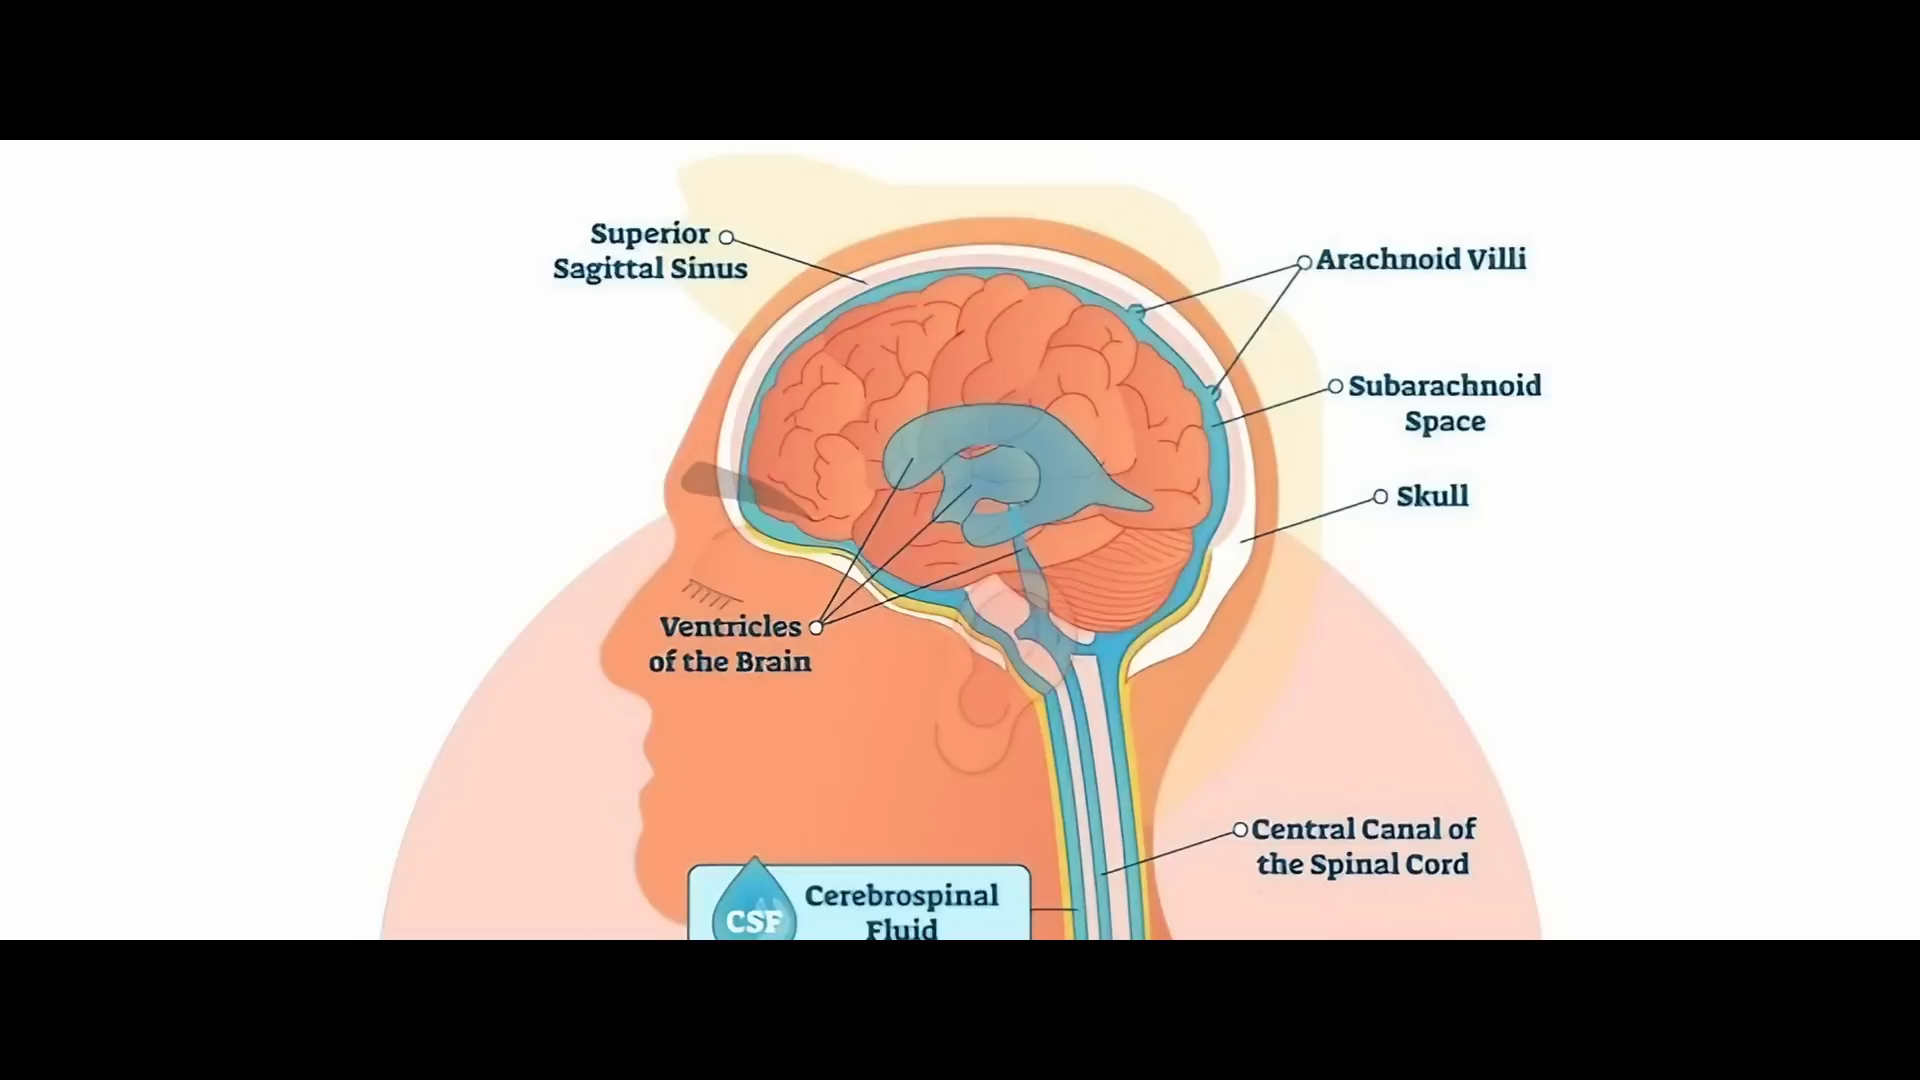 Superior
Sagittal Sinus
Arachnoid Villi
Subarachnoid
Space
Skull
Ventricles
of the Brain
Central Canal of
the Spinal Cord
CSF
Cerebrospinal
Fluid